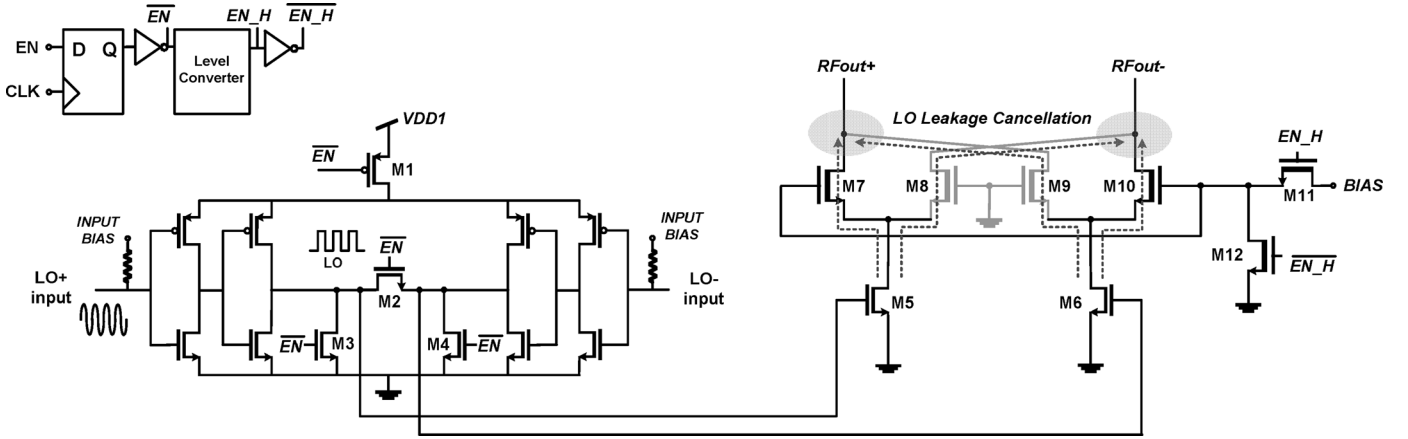 EN
D Q
CLK
EN
Level
Converter
EN_H
EN_H
VDD1
EN
M1
INPUT
BIAS
LO+
input
LO
EN
M2
EN
M3
M4
EN
INPUT
BIAS
LO-
input
RFout+
RFout-
LO Leakage Cancellation
M7
M8
M9
M10
EN_H
M11
BIAS
M12
EN_H
M5
M6